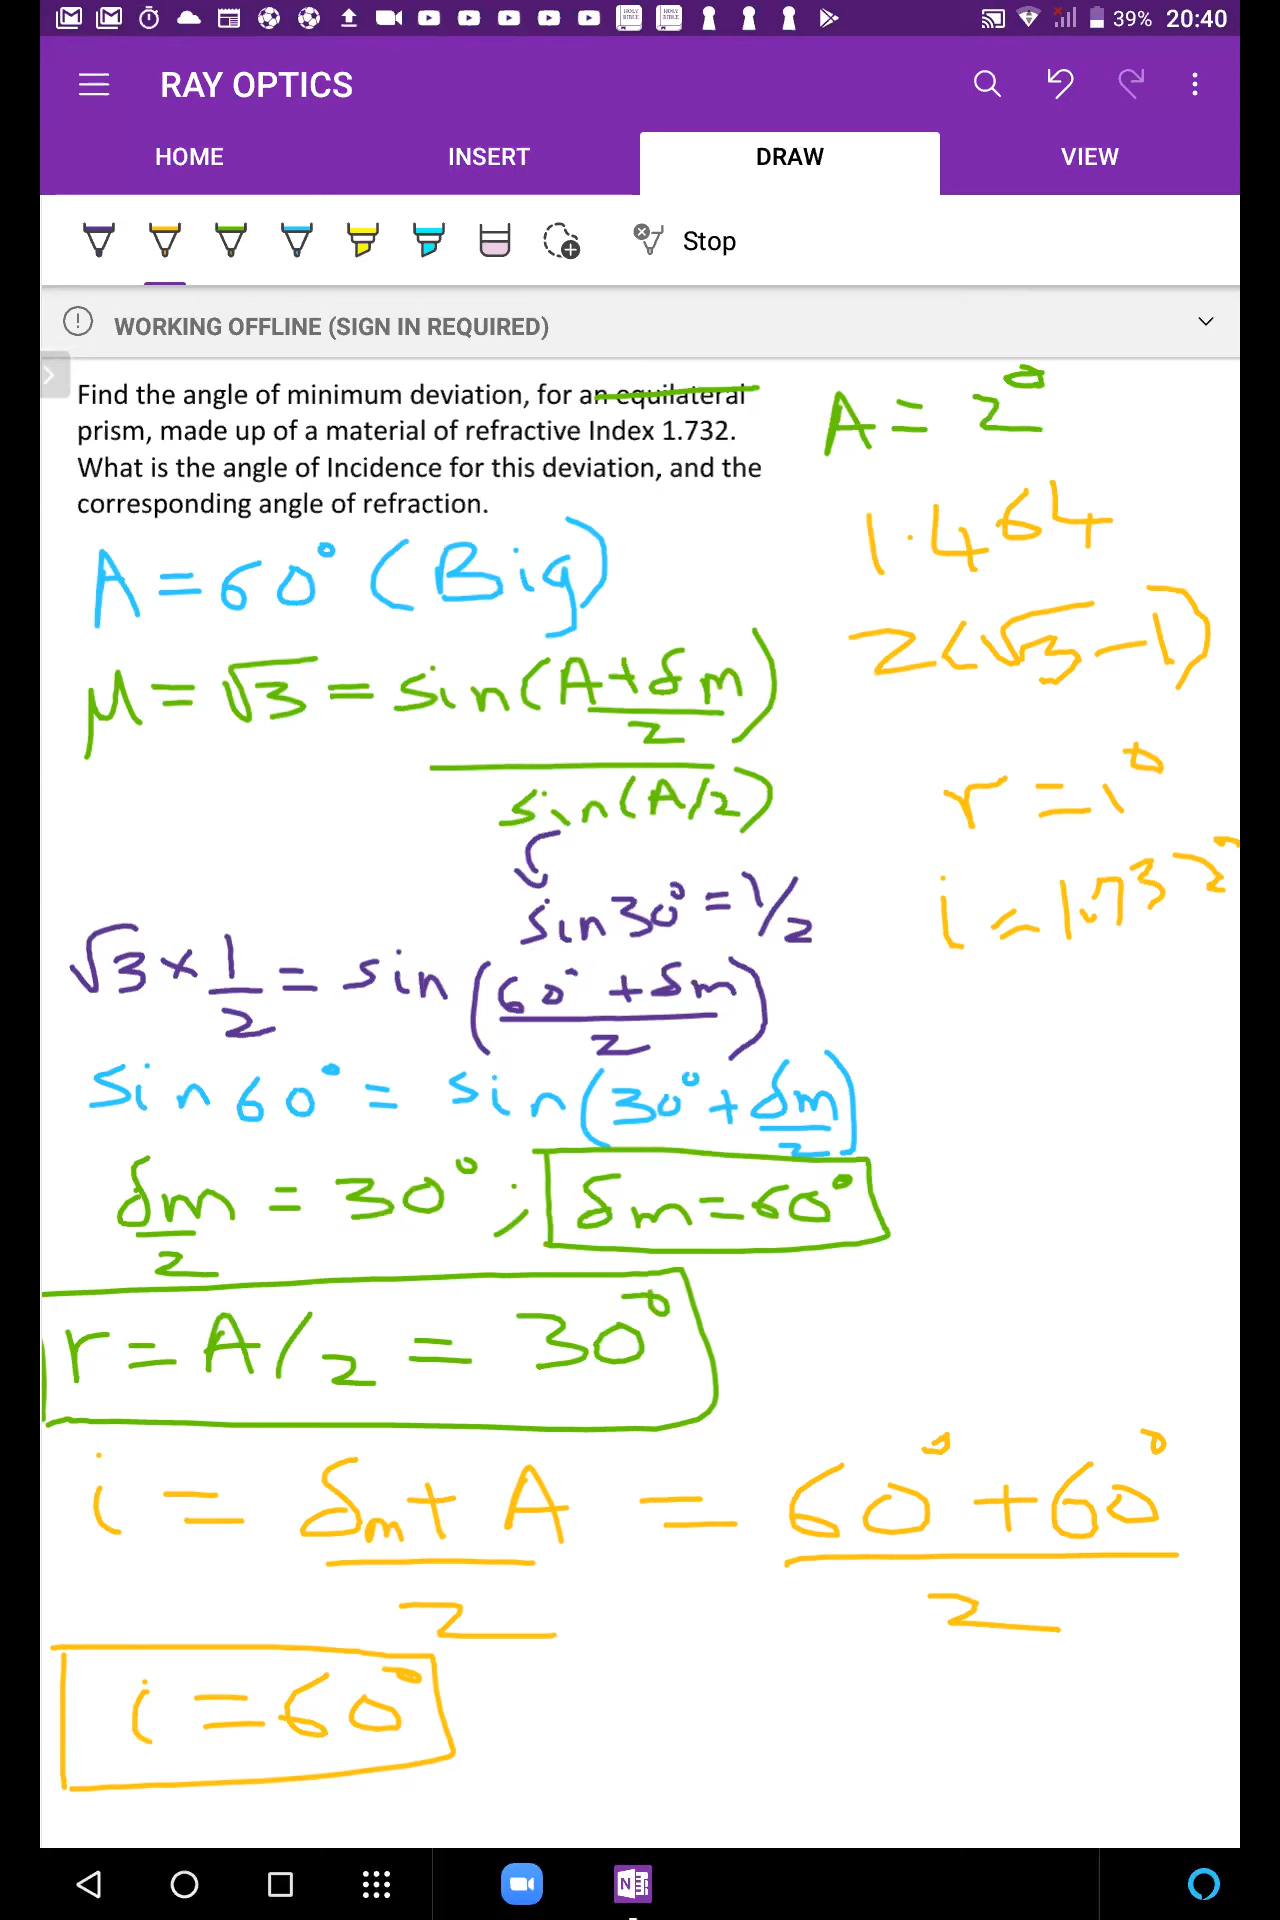 39% 20:40
RAY OPTICS
HOME INSERT DRAW VIEW
Stop
WORKING OFFLINE (SIGN IN REQUIRED)
Find the angle of minimum deviation, for an equilateral
prism, made up of a material of refractive Index 1.732.
What is the angle of Incidence for this deviation, and the
corresponding angle of refraction.
A = 2°
1.464
2(√3 - 1)
r = 1°
i = 1.732°
A = 60° (Big)
μ = √3 = sin(A+δm/2)
sin(A/2)
sin30° = 1/2
√3 × 1/2 = sin(60° + δm/2)
sin60° = sin(30° + δm/2)
δm/2 = 30° ; δm = 60°
r = A/2 = 30°
i = δm + A/2 = 60° + 60°/2
i = 60°